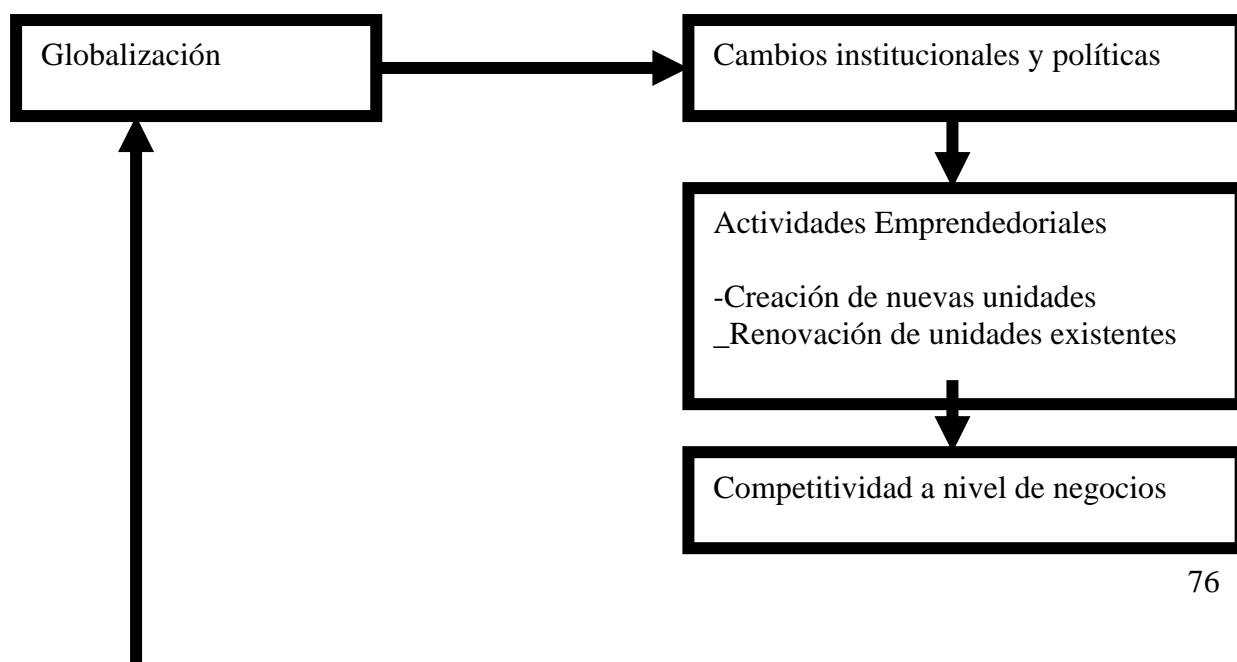 Globalización
Cambios institucionales y políticas
Actividades Emprendedoriales
-Creación de nuevas unidades
_Renovación de unidades existentes
Competitividad a nivel de negocios
76